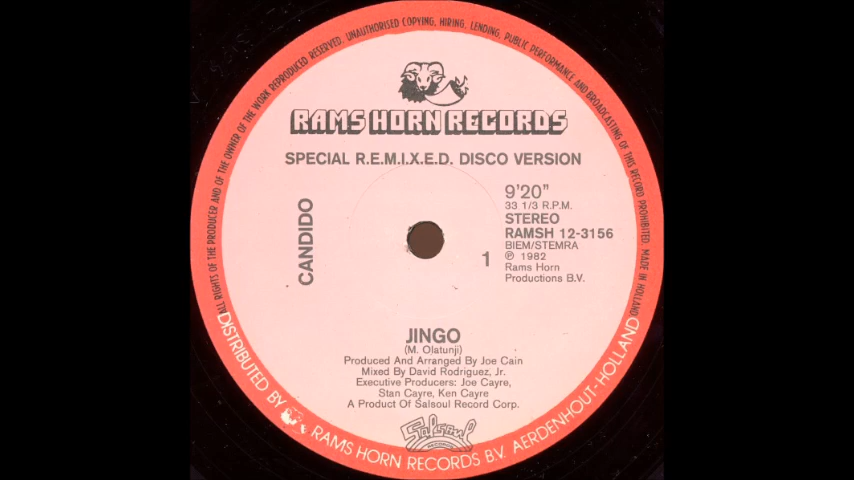 ALL RIGHTS OF THE PRODUCER AND OF THE OWNER OF THE WORK REPRODUCED RESERVED. UNAUTHORISED COPYING, HIRING, LENDING, PUBLIC PERFORMANCE AND BROADCASTING OF THIS RECORD PROHIBITED. MADE IN HOLLAND
RAMS HORN RECORDS
SPECIAL R.E.M.I.X.E.D. DISCO VERSION
CANDIDO
9'20"
33 1/3 R.P.M.
STEREO
RAMSH 12-3156
BIEM/STEMRA
℗ 1982
Rams Horn
Productions B.V.
1
JINGO
(M. Olatunji)
Produced And Arranged By Joe Cain
Mixed By David Rodriguez, Jr.
Executive Producers: Joe Cayre,
Stan Cayre, Ken Cayre
A Product Of Salsoul Record Corp.
Salsoul
DISTRIBUTED BY RAMS HORN RECORDS B.V. AERDENHOUT-HOLLAND